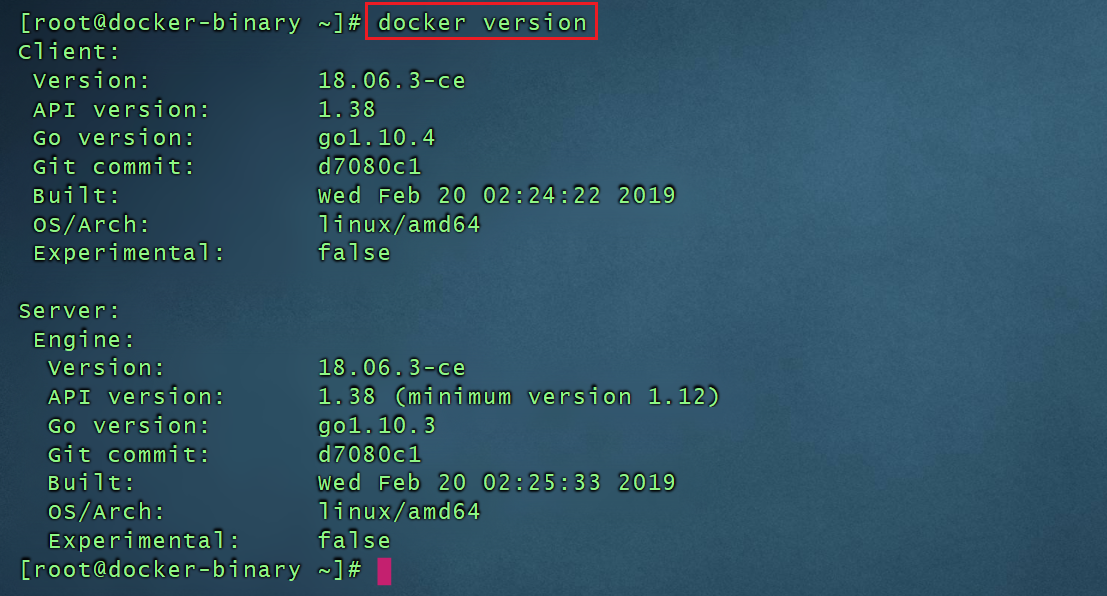 [root@docker-binary ~]# docker version
Client:
 Version:           18.06.3-ce
 API version:       1.38
 Go version:        go1.10.4
 Git commit:        d7080c1
 Built:             Wed Feb 20 02:24:22 2019
 OS/Arch:           linux/amd64
 Experimental:      false

Server:
 Engine:
  Version:          18.06.3-ce
  API version:      1.38 (minimum version 1.12)
  Go version:       go1.10.3
  Git commit:       d7080c1
  Built:            Wed Feb 20 02:25:33 2019
  OS/Arch:          linux/amd64
  Experimental:     false
[root@docker-binary ~]#